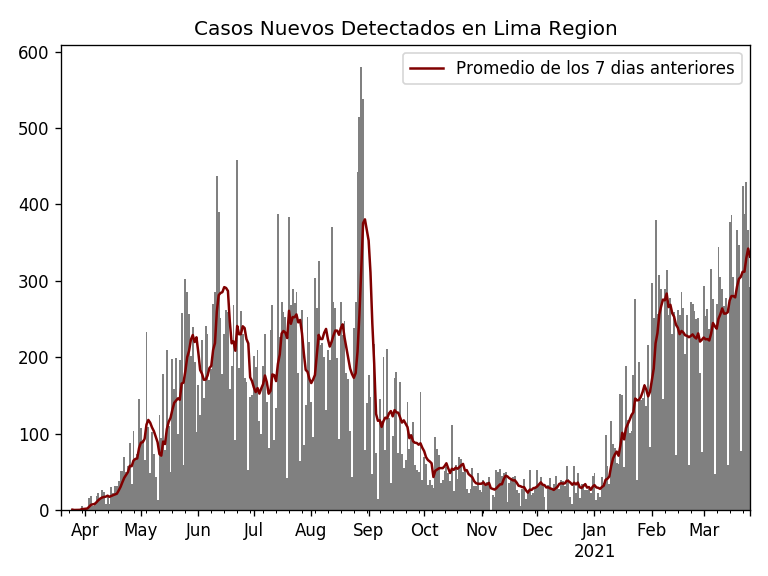 Casos Nuevos Detectados en Lima Region
Promedio de los 7 dias anteriores
600
500
400
300
200
100
0
Apr May Jun Jul Aug Sep Oct Nov Dec Jan Feb Mar
2021